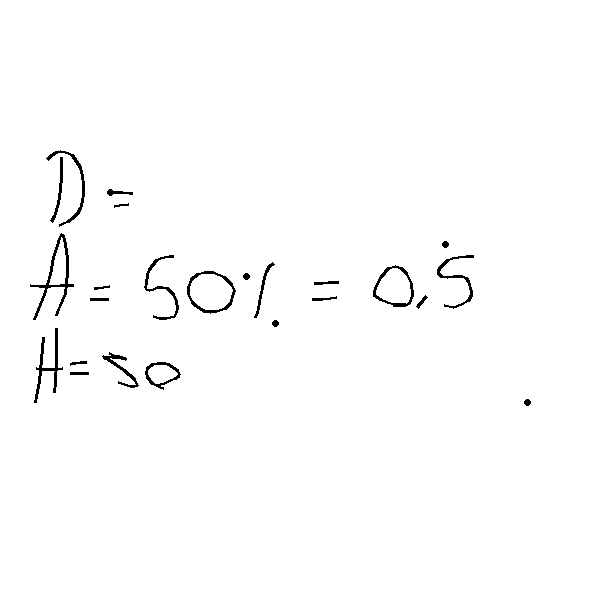 D =
A = 50% = 0,5
H = 50